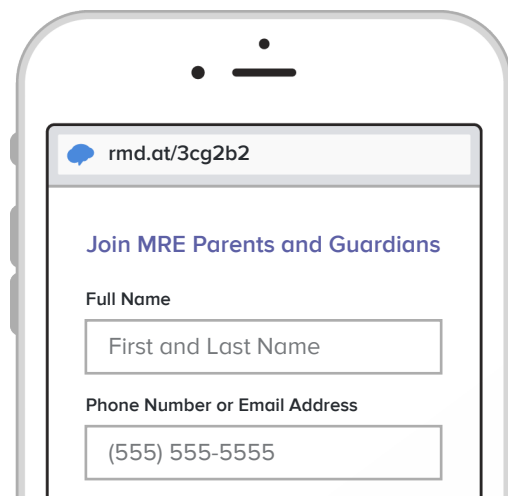 rmd.at/3cg2b2
Join MRE Parents and Guardians
Full Name
First and Last Name
Phone Number or Email Address
(555) 555-5555